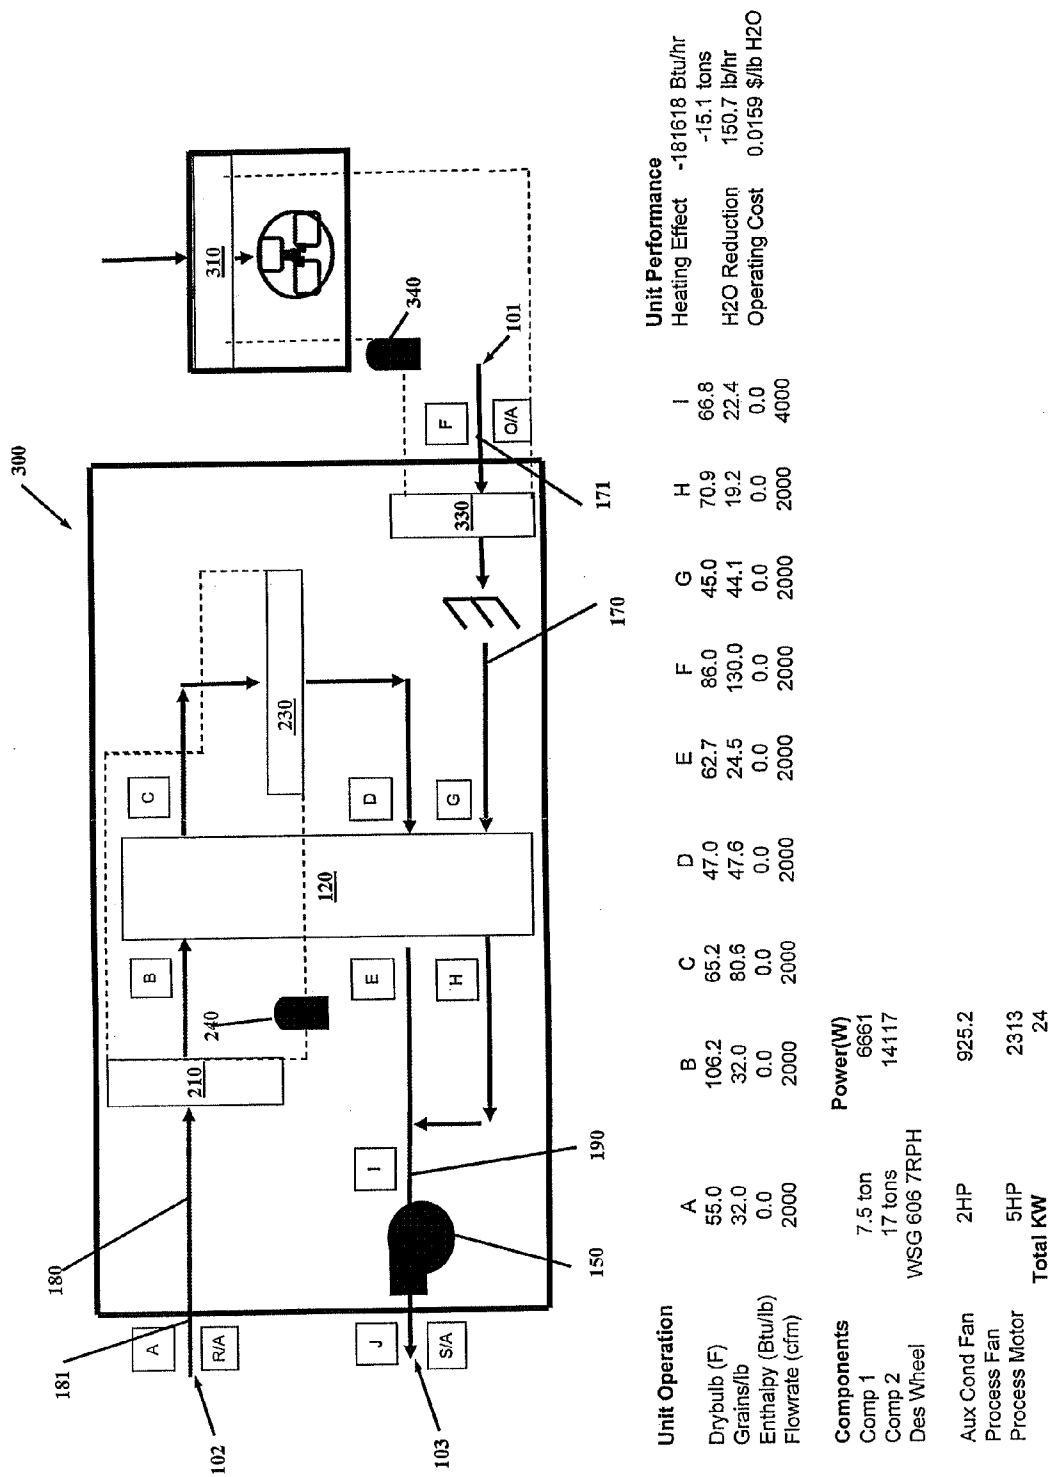 300
310
340
F
O/A
101
171
330
170
C
230
D
G
120
B
240
E
H
210
I
190
150
180
181
A
R/A
102
J
S/A
103
Unit Operation A B C D E F G H I
Drybulb (F) 55.0 106.2 65.2 47.0 62.7 86.0 45.0 70.9 66.8
Grains/lb 32.0 32.0 80.6 47.6 24.5 130.0 44.1 19.2 22.4
Enthalpy (Btu/lb) 0.0 0.0 0.0 0.0 0.0 0.0 0.0 0.0 0.0
Flowrate (cfm) 2000 2000 2000 2000 2000 2000 2000 2000 4000
Unit Performance
Heating Effect -181618 Btu/hr
-15.1 tons
H2O Reduction 150.7 lb/hr
Operating Cost 0.0159 $/lb H2O
Components Power(W)
Comp 1 7.5 ton 6661
Comp 2 17 tons 14117
Des Wheel WSG 606 7RPH
Aux Cond Fan 2HP 925.2
Process Fan
Process Motor 5HP 2313
Total KW 24